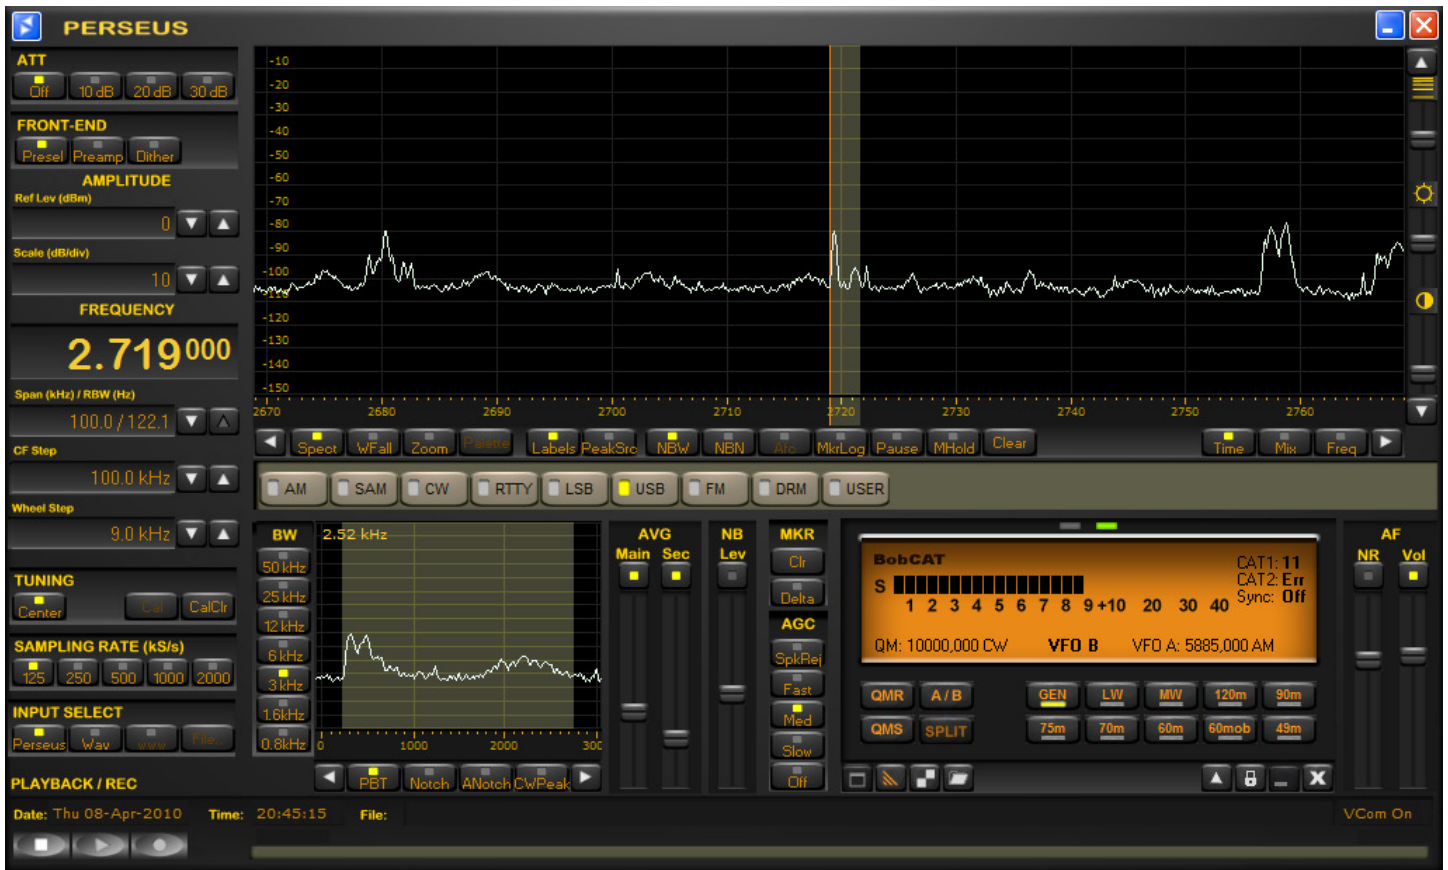 PERSEUS
ATT
Off 10 dB 20 dB 30 dB
FRONT-END
Presel Preamp Dither
AMPLITUDE
Ref Lev (dBm)
0
Scale (dB/div)
10
FREQUENCY
2.719000
Span (kHz) / RBW (Hz)
100.0 / 122.1
CF Step
100.0 kHz
Wheel Step
9.0 kHz
TUNING
Center Cal CalClr
SAMPLING RATE (kS/s)
125 250 500 1000 2000
INPUT SELECT
Perseus Wav www File..
PLAYBACK / REC
-10
-20
-30
-40
-50
-60
-70
-80
-90
-100
-110
-120
-130
-140
-150
2670 2680 2690 2700 2710 2720 2730 2740 2750 2760
Spect WFall Zoom Palette Labels PeakSrc NBW NBN Ato MkrLog Pause MHold Clear Time Mix Freq
AM SAM CW RTTY LSB USB FM DRM USER
BW
50 kHz
25 kHz
12 kHz
6 kHz
3 kHz
1.6kHz
0.8kHz
2.52 kHz
0 1000 2000 300
PBT Notch ANotch CWPeak
AVG
Main Sec
NB
Lev
MKR
Clr
Delta
AGC
SpkRej
Fast
Med
Slow
Off
BobCAT
CAT1: 11
CAT2: Err
Sync: Off
S
1 2 3 4 5 6 7 8 9 +10 20 30 40
QM: 10000,000 CW VFO B VFO A: 5885,000 AM
QMR A / B GEN LW MW 120m 90m
QMS SPLIT 75m 70m 60m 60mob 49m
AF
NR Vol
Date: Thu 08-Apr-2010 Time: 20:45:15 File:
VCom On